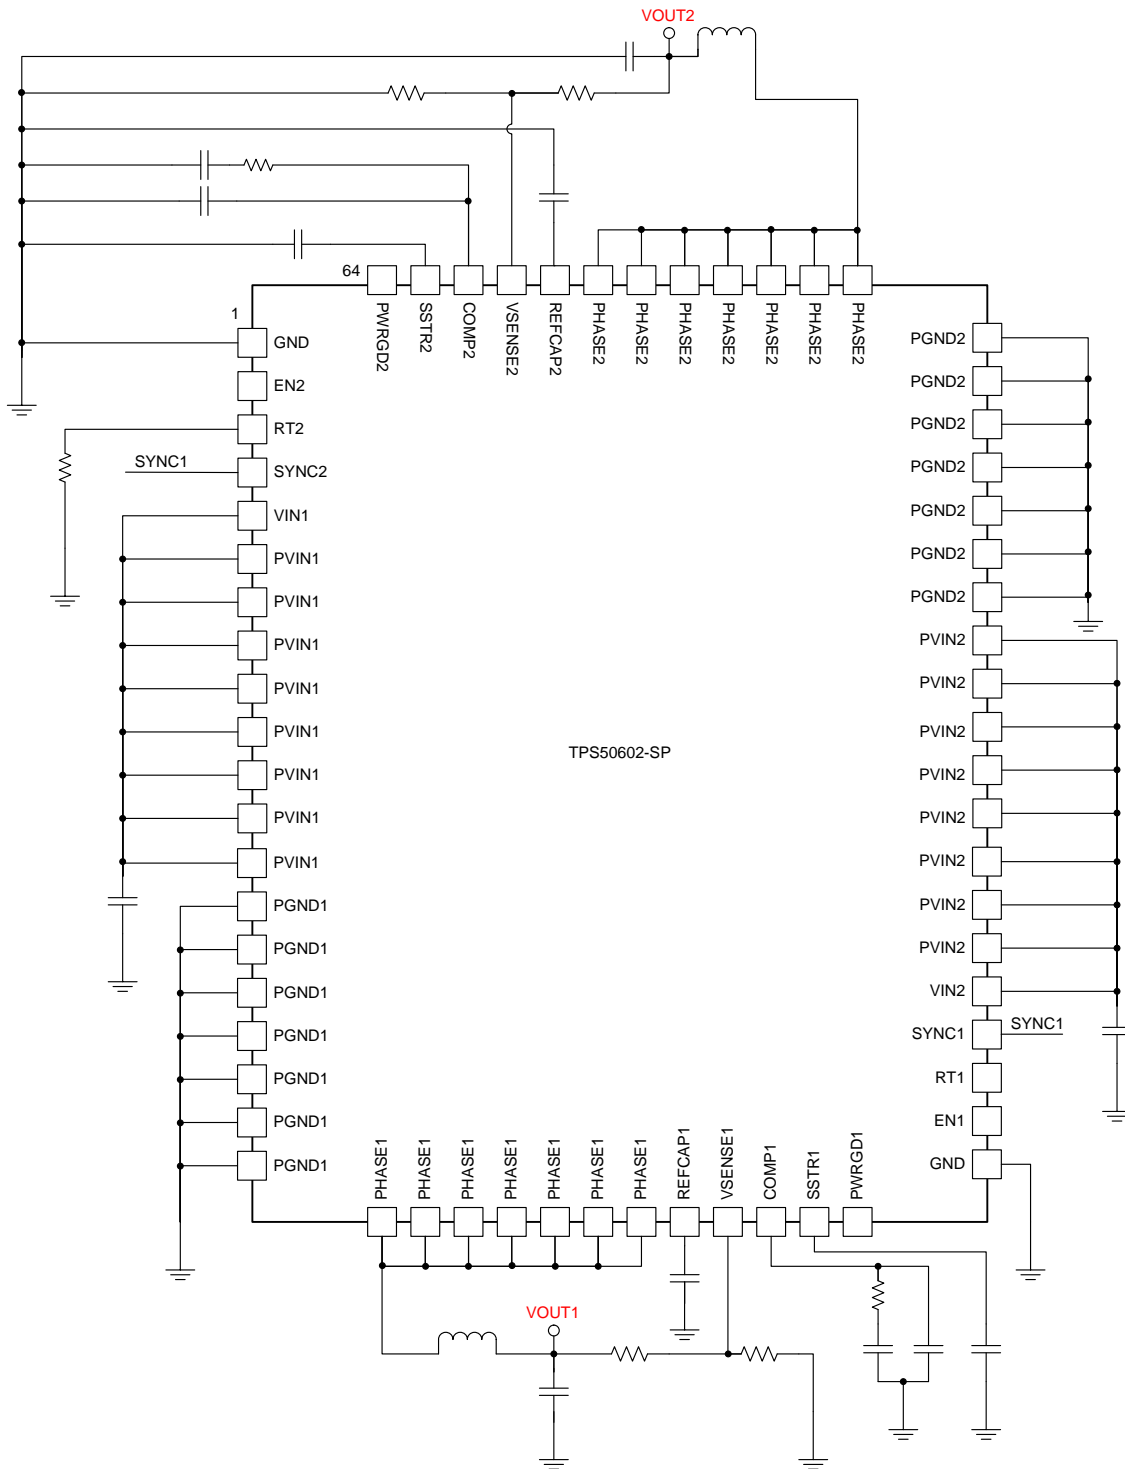 VOUT2
64
PWRGD2
SSTR2
COMP2
VSENSE2
REFCAP2
PHASE2
PHASE2
PHASE2
PHASE2
PHASE2
PHASE2
PHASE2
1
GND
EN2
RT2
SYNC1
SYNC2
VIN1
PVIN1
PVIN1
PVIN1
PVIN1
PVIN1
PVIN1
PVIN1
PVIN1
PGND1
PGND1
PGND1
PGND1
PGND1
PGND1
PGND1
TPS50602-SP
PGND2
PGND2
PGND2
PGND2
PGND2
PGND2
PGND2
PVIN2
PVIN2
PVIN2
PVIN2
PVIN2
PVIN2
PVIN2
PVIN2
VIN2
SYNC1
SYNC1
RT1
EN1
GND
PHASE1
PHASE1
PHASE1
PHASE1
PHASE1
PHASE1
PHASE1
REFCAP1
VSENSE1
COMP1
SSTR1
PWRGD1
VOUT1